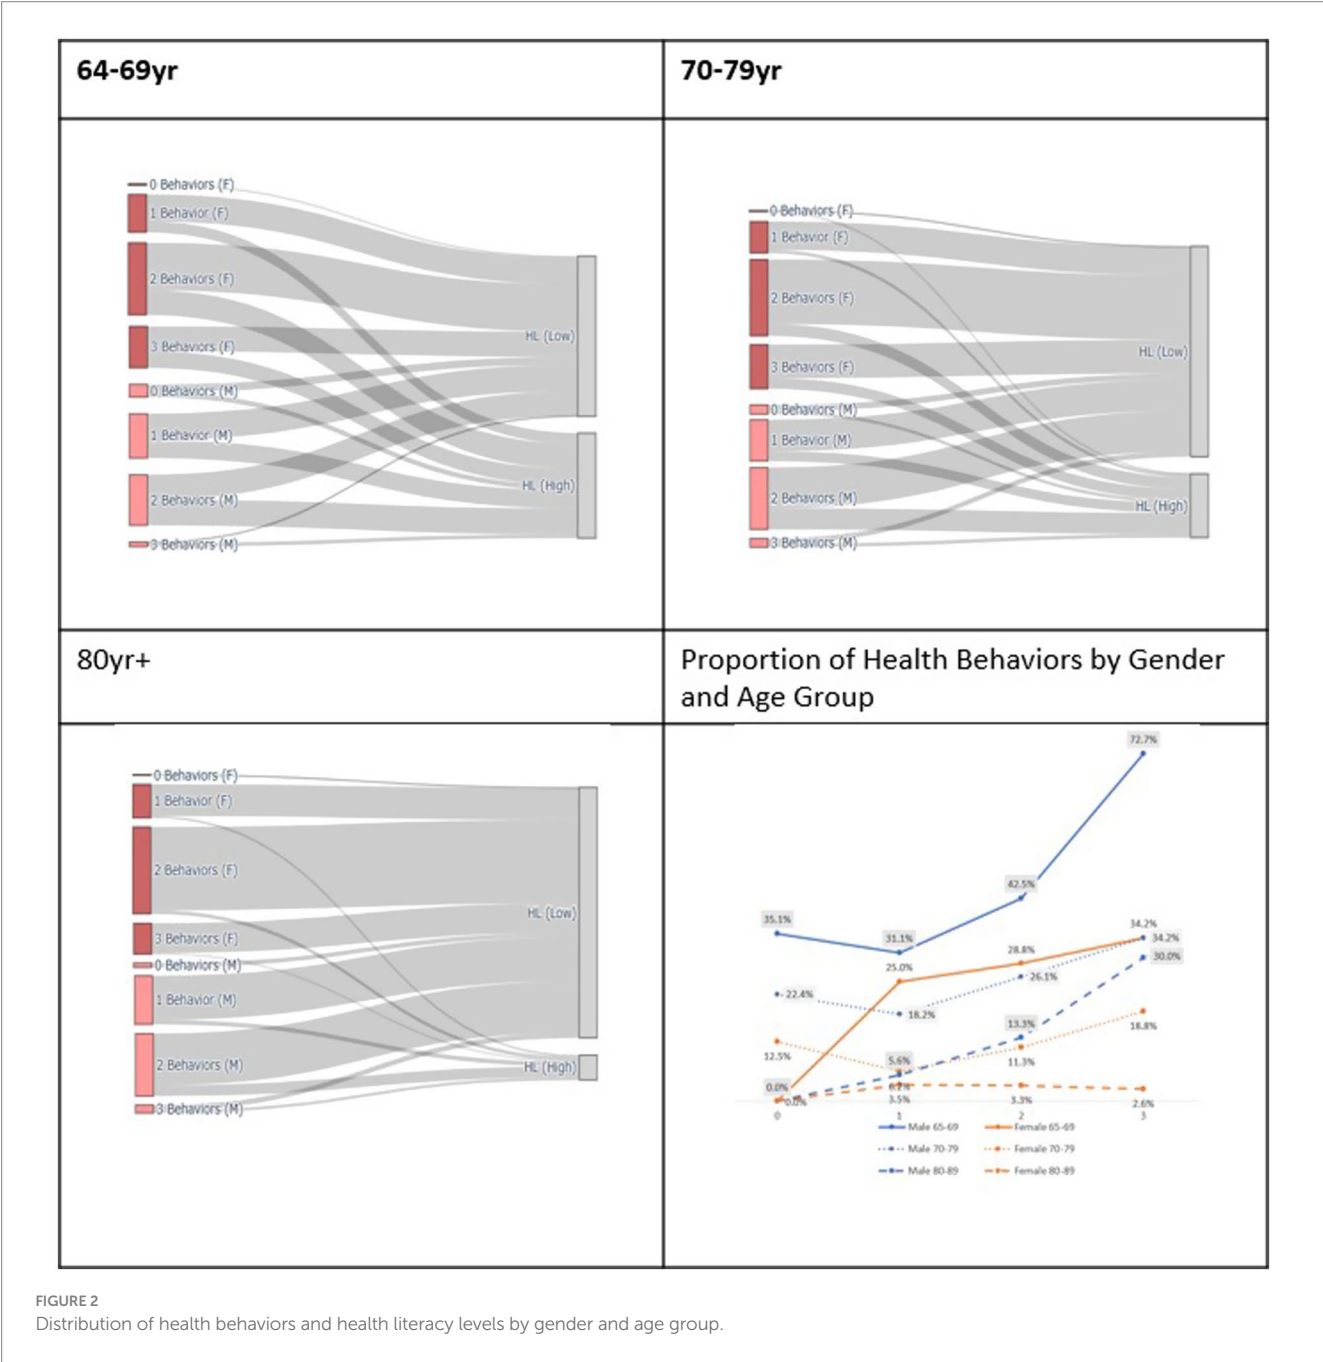 64-69yr
70-79yr
0 Behaviors (F)
1 Behavior (F)
2 Behaviors (F)
3 Behaviors (F)
0 Behaviors (M)
1 Behavior (M)
2 Behaviors (M)
3 Behaviors (M)
HL (Low)
HL (High)
0 Behaviors (F)
1 Behavior (F)
2 Behaviors (F)
3 Behaviors (F)
0 Behaviors (M)
1 Behavior (M)
2 Behaviors (M)
3 Behaviors (M)
HL (Low)
HL (High)
80yr+
Proportion of Health Behaviors by Gender
and Age Group
0 Behaviors (F)
1 Behavior (F)
2 Behaviors (F)
3 Behaviors (F)
0 Behaviors (M)
1 Behavior (M)
2 Behaviors (M)
3 Behaviors (M)
HL (Low)
HL (High)
72.7%
42.5%
35.1%
31.1%
34.2%
34.2%
28.8%
30.0%
25.0%
26.1%
22.4%
18.2%
13.3%
18.8%
12.5%
11.3%
5.6%
0.0%
0.0%
3.5%
3.3%
2.6%
0 1 2 3
Male 65-69 Female 65-69
Male 70-79 Female 70-79
Male 80-89 Female 80-89
FIGURE 2
Distribution of health behaviors and health literacy levels by gender and age group.